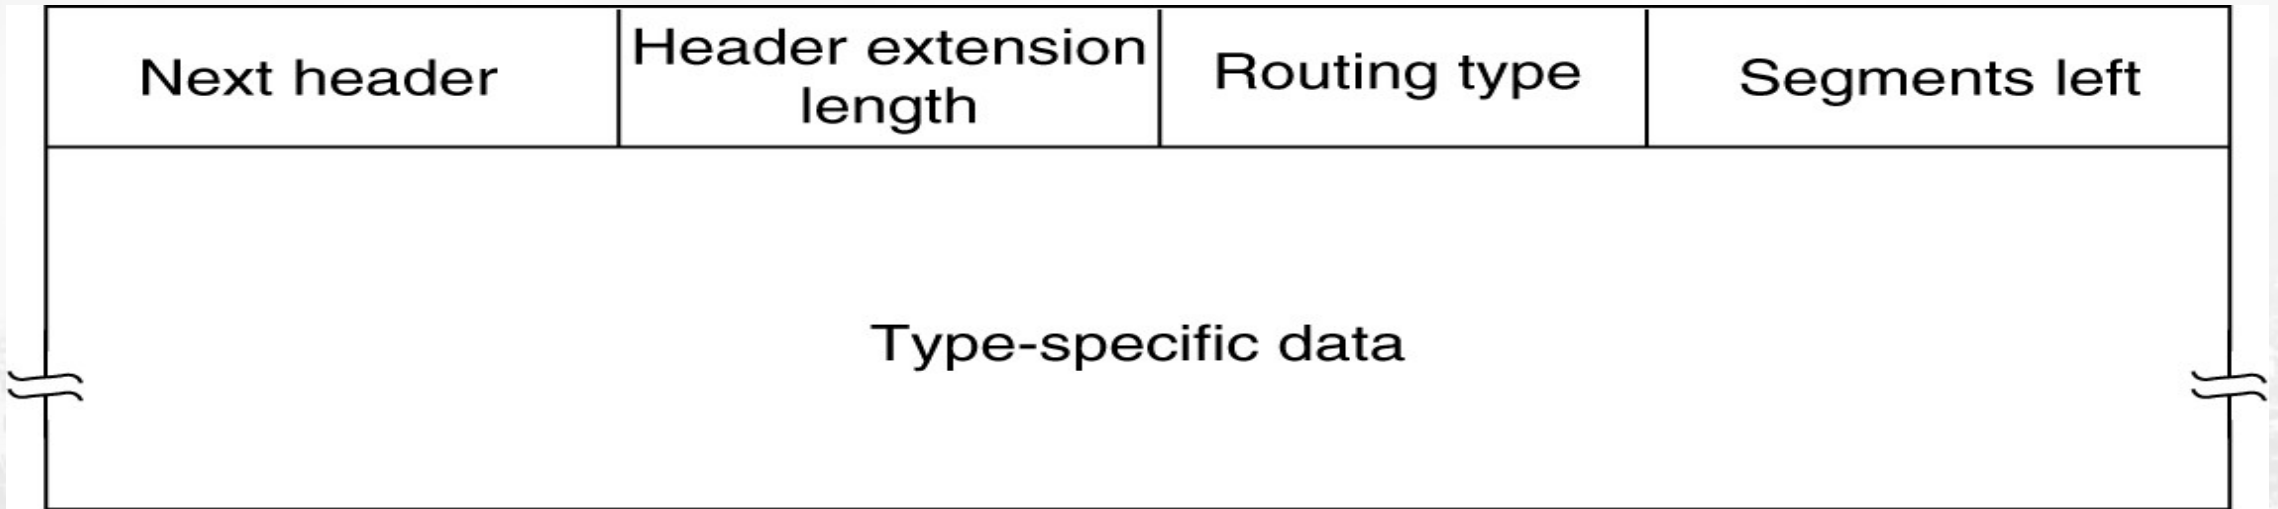 Next header
Header extension
length
Routing type
Segments left
Type-specific data